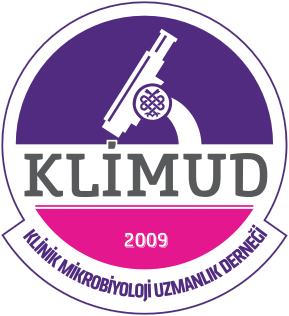 KLİMUD
2009
KLİNİK MİKROBİYOLOJİ UZMANLIK DERNEĞİ